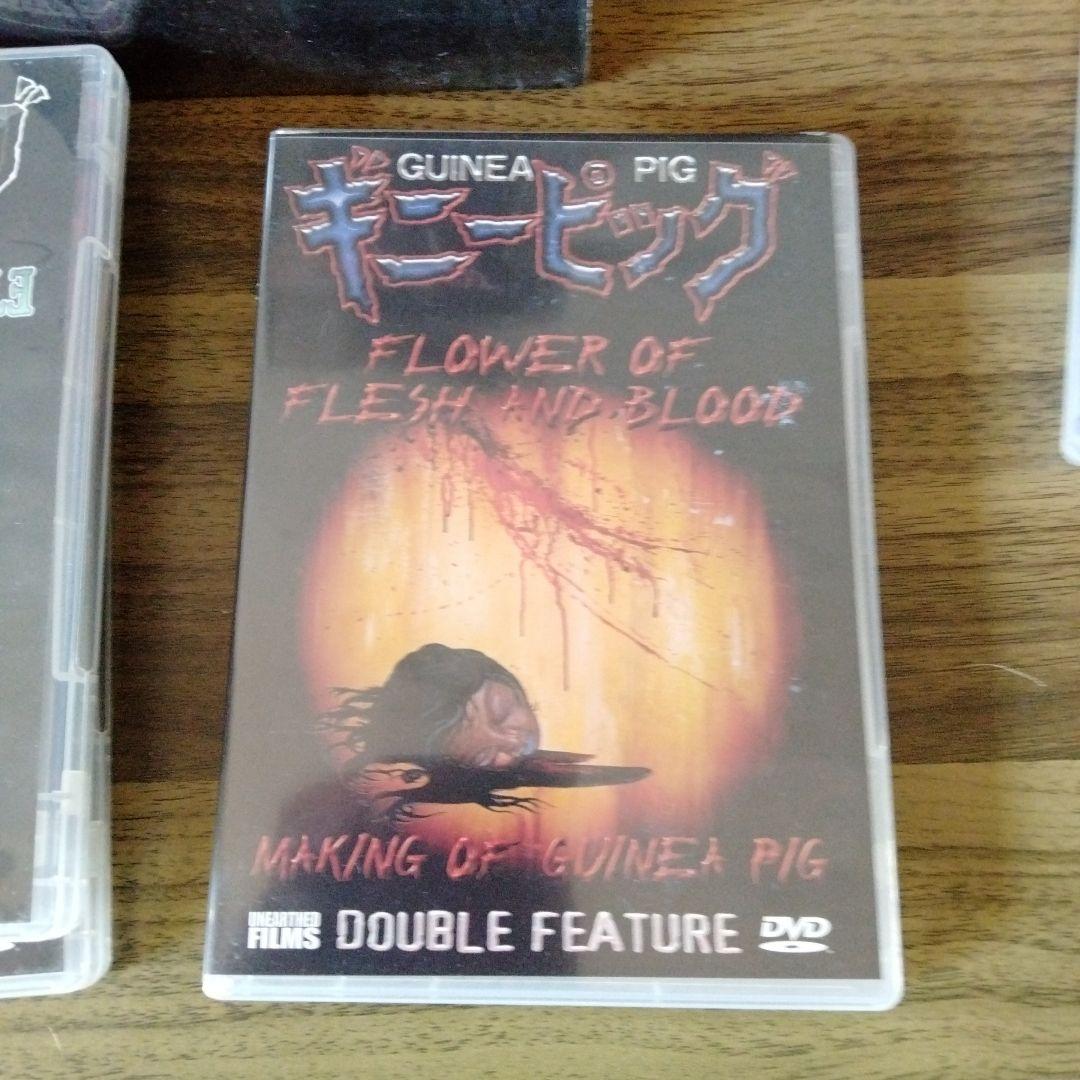 GUINEA PIG
ギニーピッグ
FLOWER OF
FLESH AND BLOOD
MAKING OF GUINEA PIG
UNEARTHED
FILMS
DOUBLE FEATURE
DVD